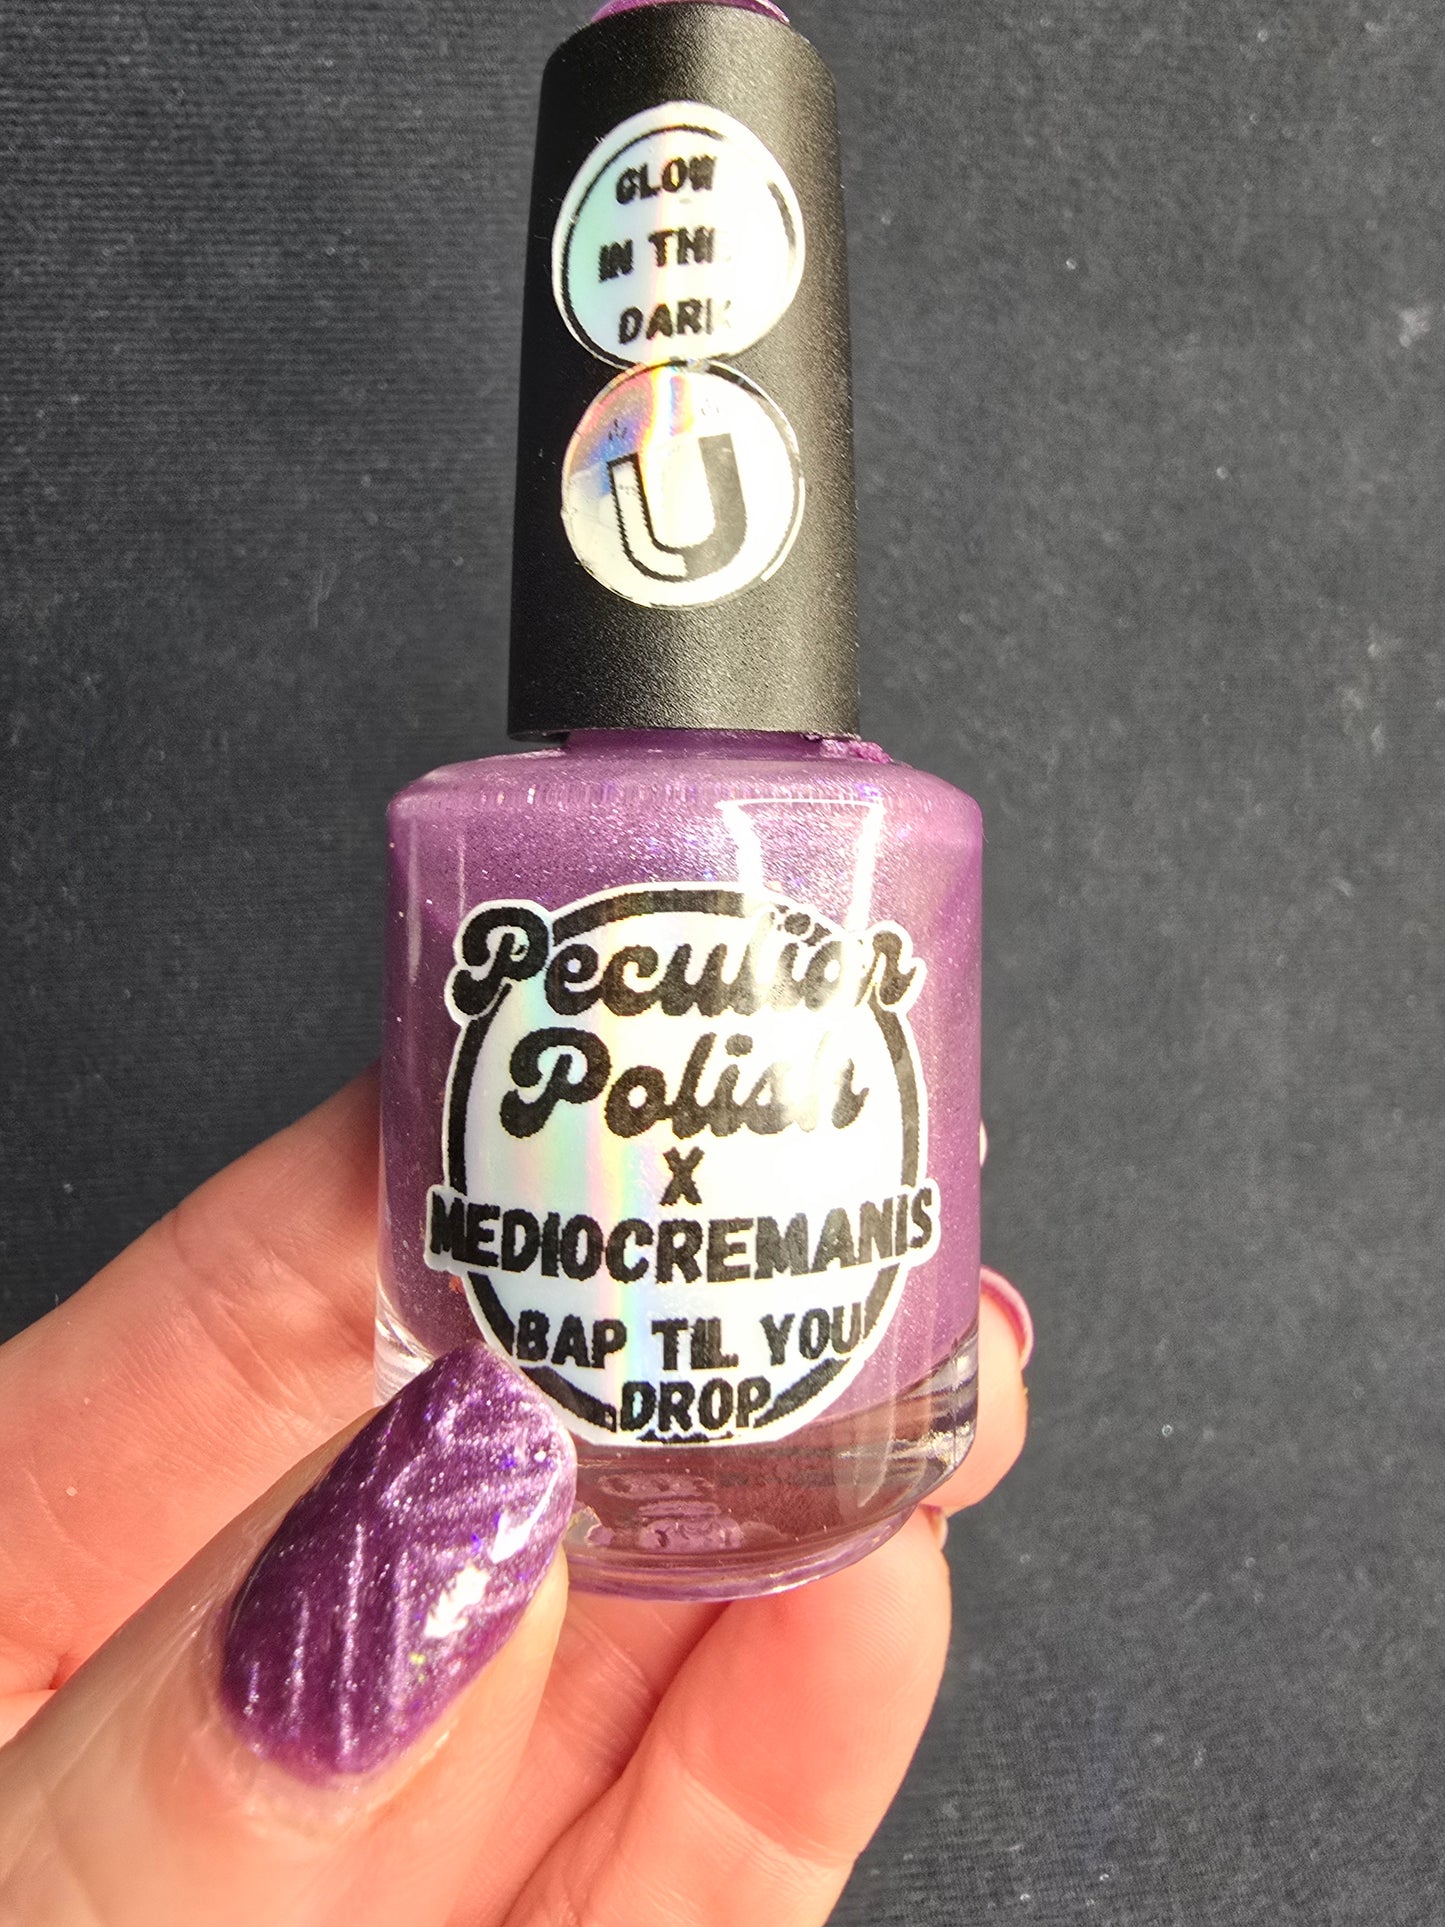 GLOW
IN THE
DARK
Peculiar
Polish
X
MEDIOCREMANIS
BAP TIL YOU
DROP